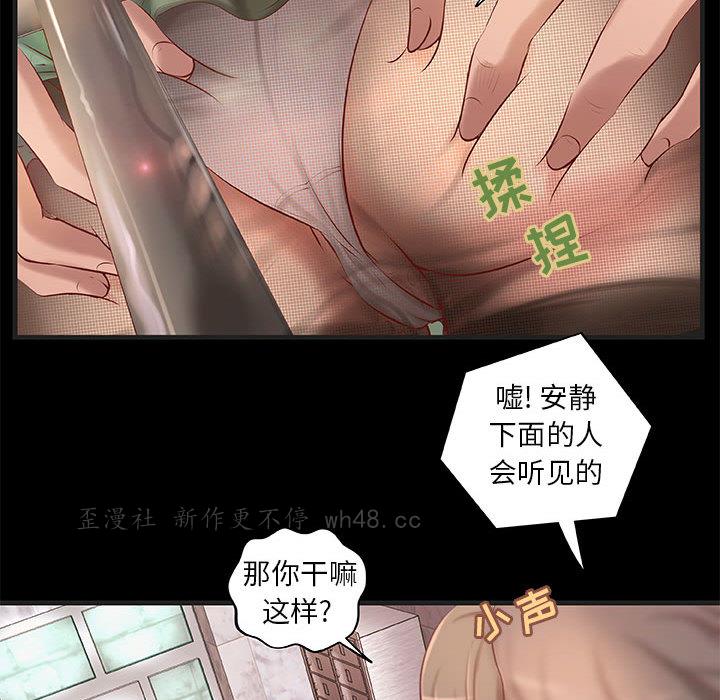 揉
捏
嘘! 安静
下面的人
会听见的
歪漫社 新作更不停 wh48.cc
那你干嘛
这样?
小声